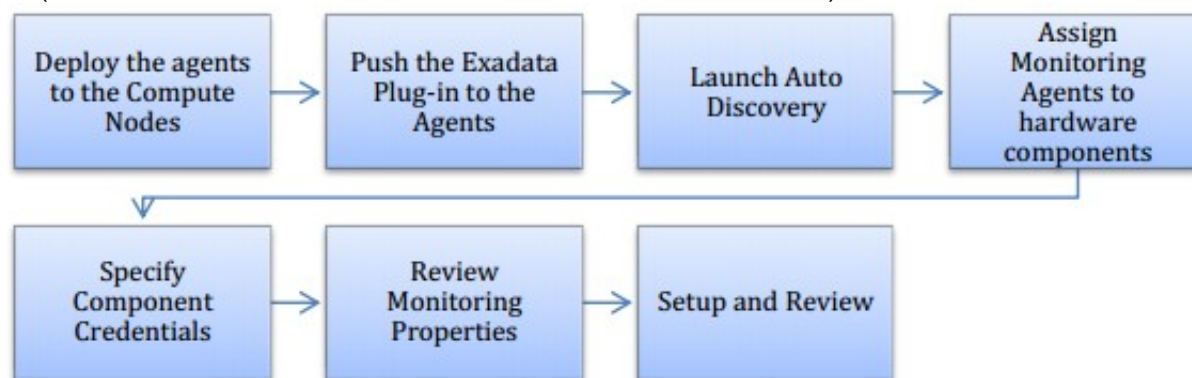 Deploy the agents
to the Compute
Nodes
Push the Exadata
Plug-in to the
Agents
Launch Auto
Discovery
Assign
Monitoring
Agents to
hardware
components
Specify
Component
Credentials
Review
Monitoring
Properties
Setup and Review